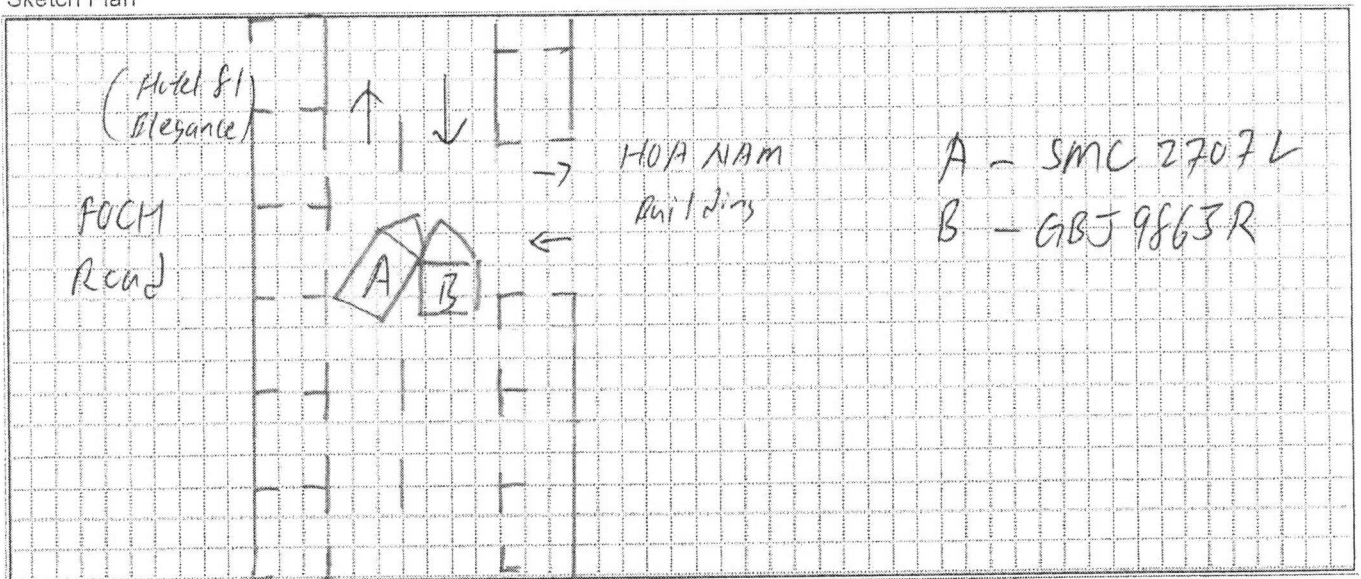 Sketch Plan
(Hotel 81
Elegance)
FOCH
Road
HOA NAM
Building
A - SMC 2707L
B - GBJ 9863R
A
B